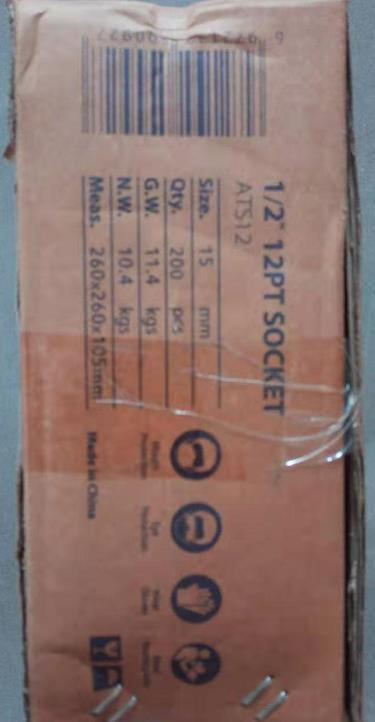 1/2" 12PT SOCKET
ATS12
Size. 15 mm
Qty. 200 pcs
G.W. 11.4 kgs
N.W. 10.4 kgs
Meas. 260x260x105mm
Made in China